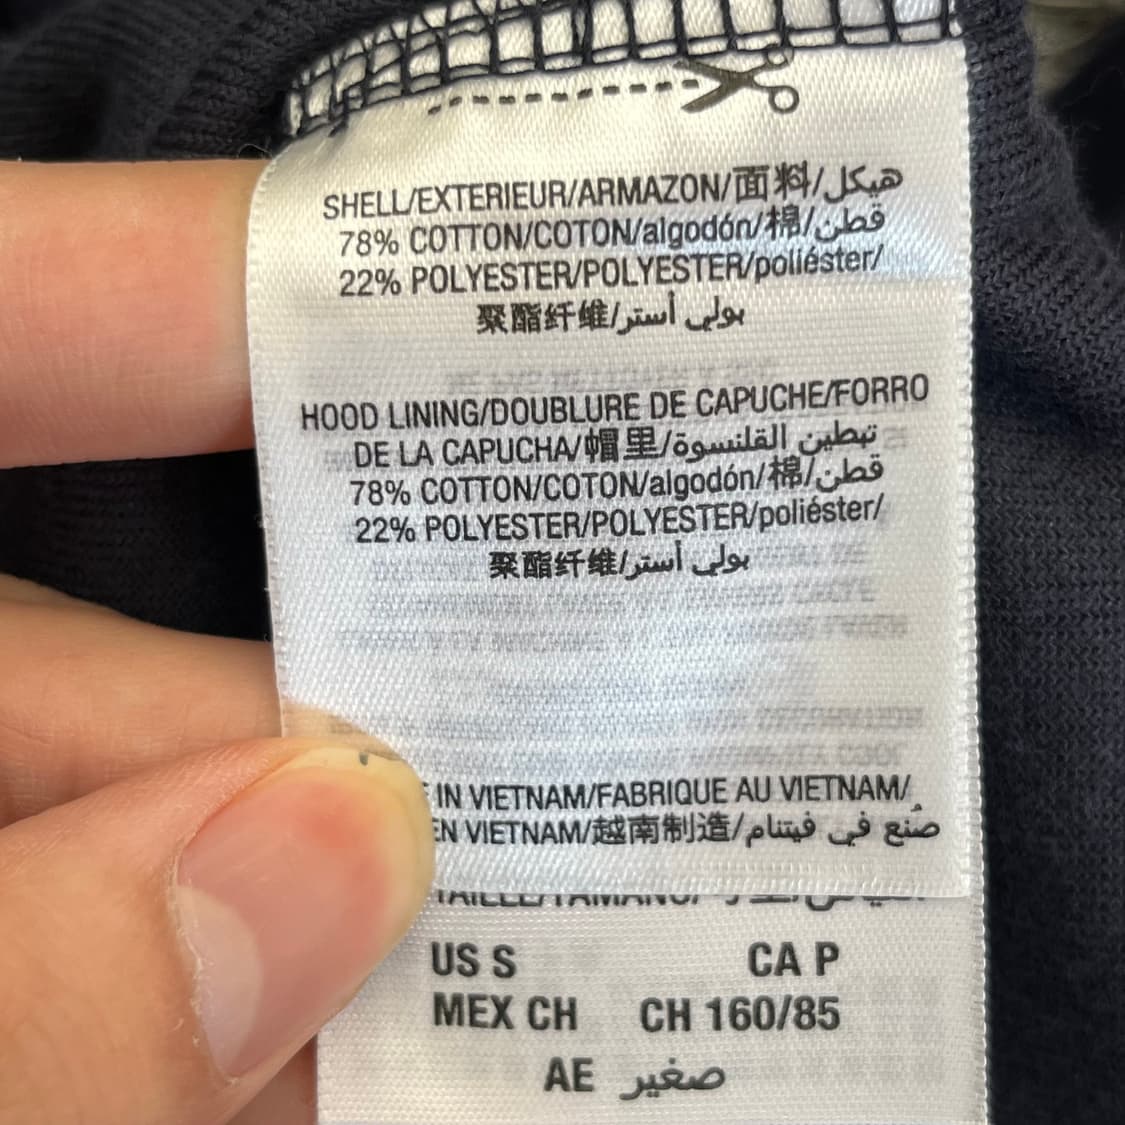 SHELL/EXTERIEUR/ARMAZON/面料/هيكل
78% COTTON/COTON/algodón/棉/قطن
22% POLYESTER/POLYESTER/poliéster/
聚酯纤维/بولي أستر
HOOD LINING/DOUBLURE DE CAPUCHE/FORRO
DE LA CAPUCHA/帽里/تبطين القلنسوة
78% COTTON/COTON/algodón/棉/قطن
22% POLYESTER/POLYESTER/poliéster/
聚酯纤维/بولي أستر
IN VIETNAM/FABRIQUE AU VIETNAM/
EN VIETNAM/越南制造/صُنع في فيتنام
US S CA P
MEX CH CH 160/85
AE صغير